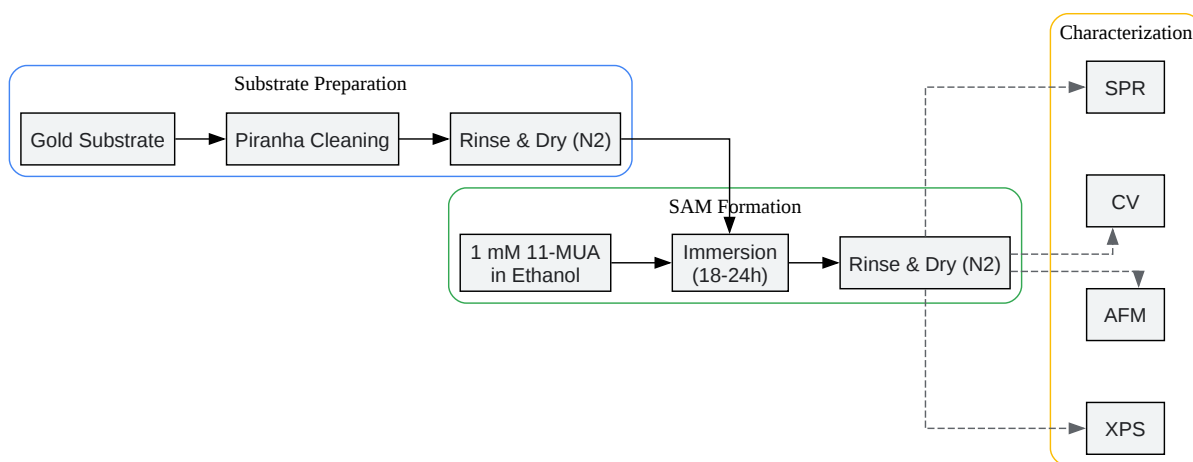 Characterization
Substrate Preparation
SPR
Gold Substrate
Piranha Cleaning
Rinse & Dry (N2)
CV
SAM Formation
1 mM 11-MUA
in Ethanol
Immersion
(18-24h)
Rinse & Dry (N2)
AFM
XPS